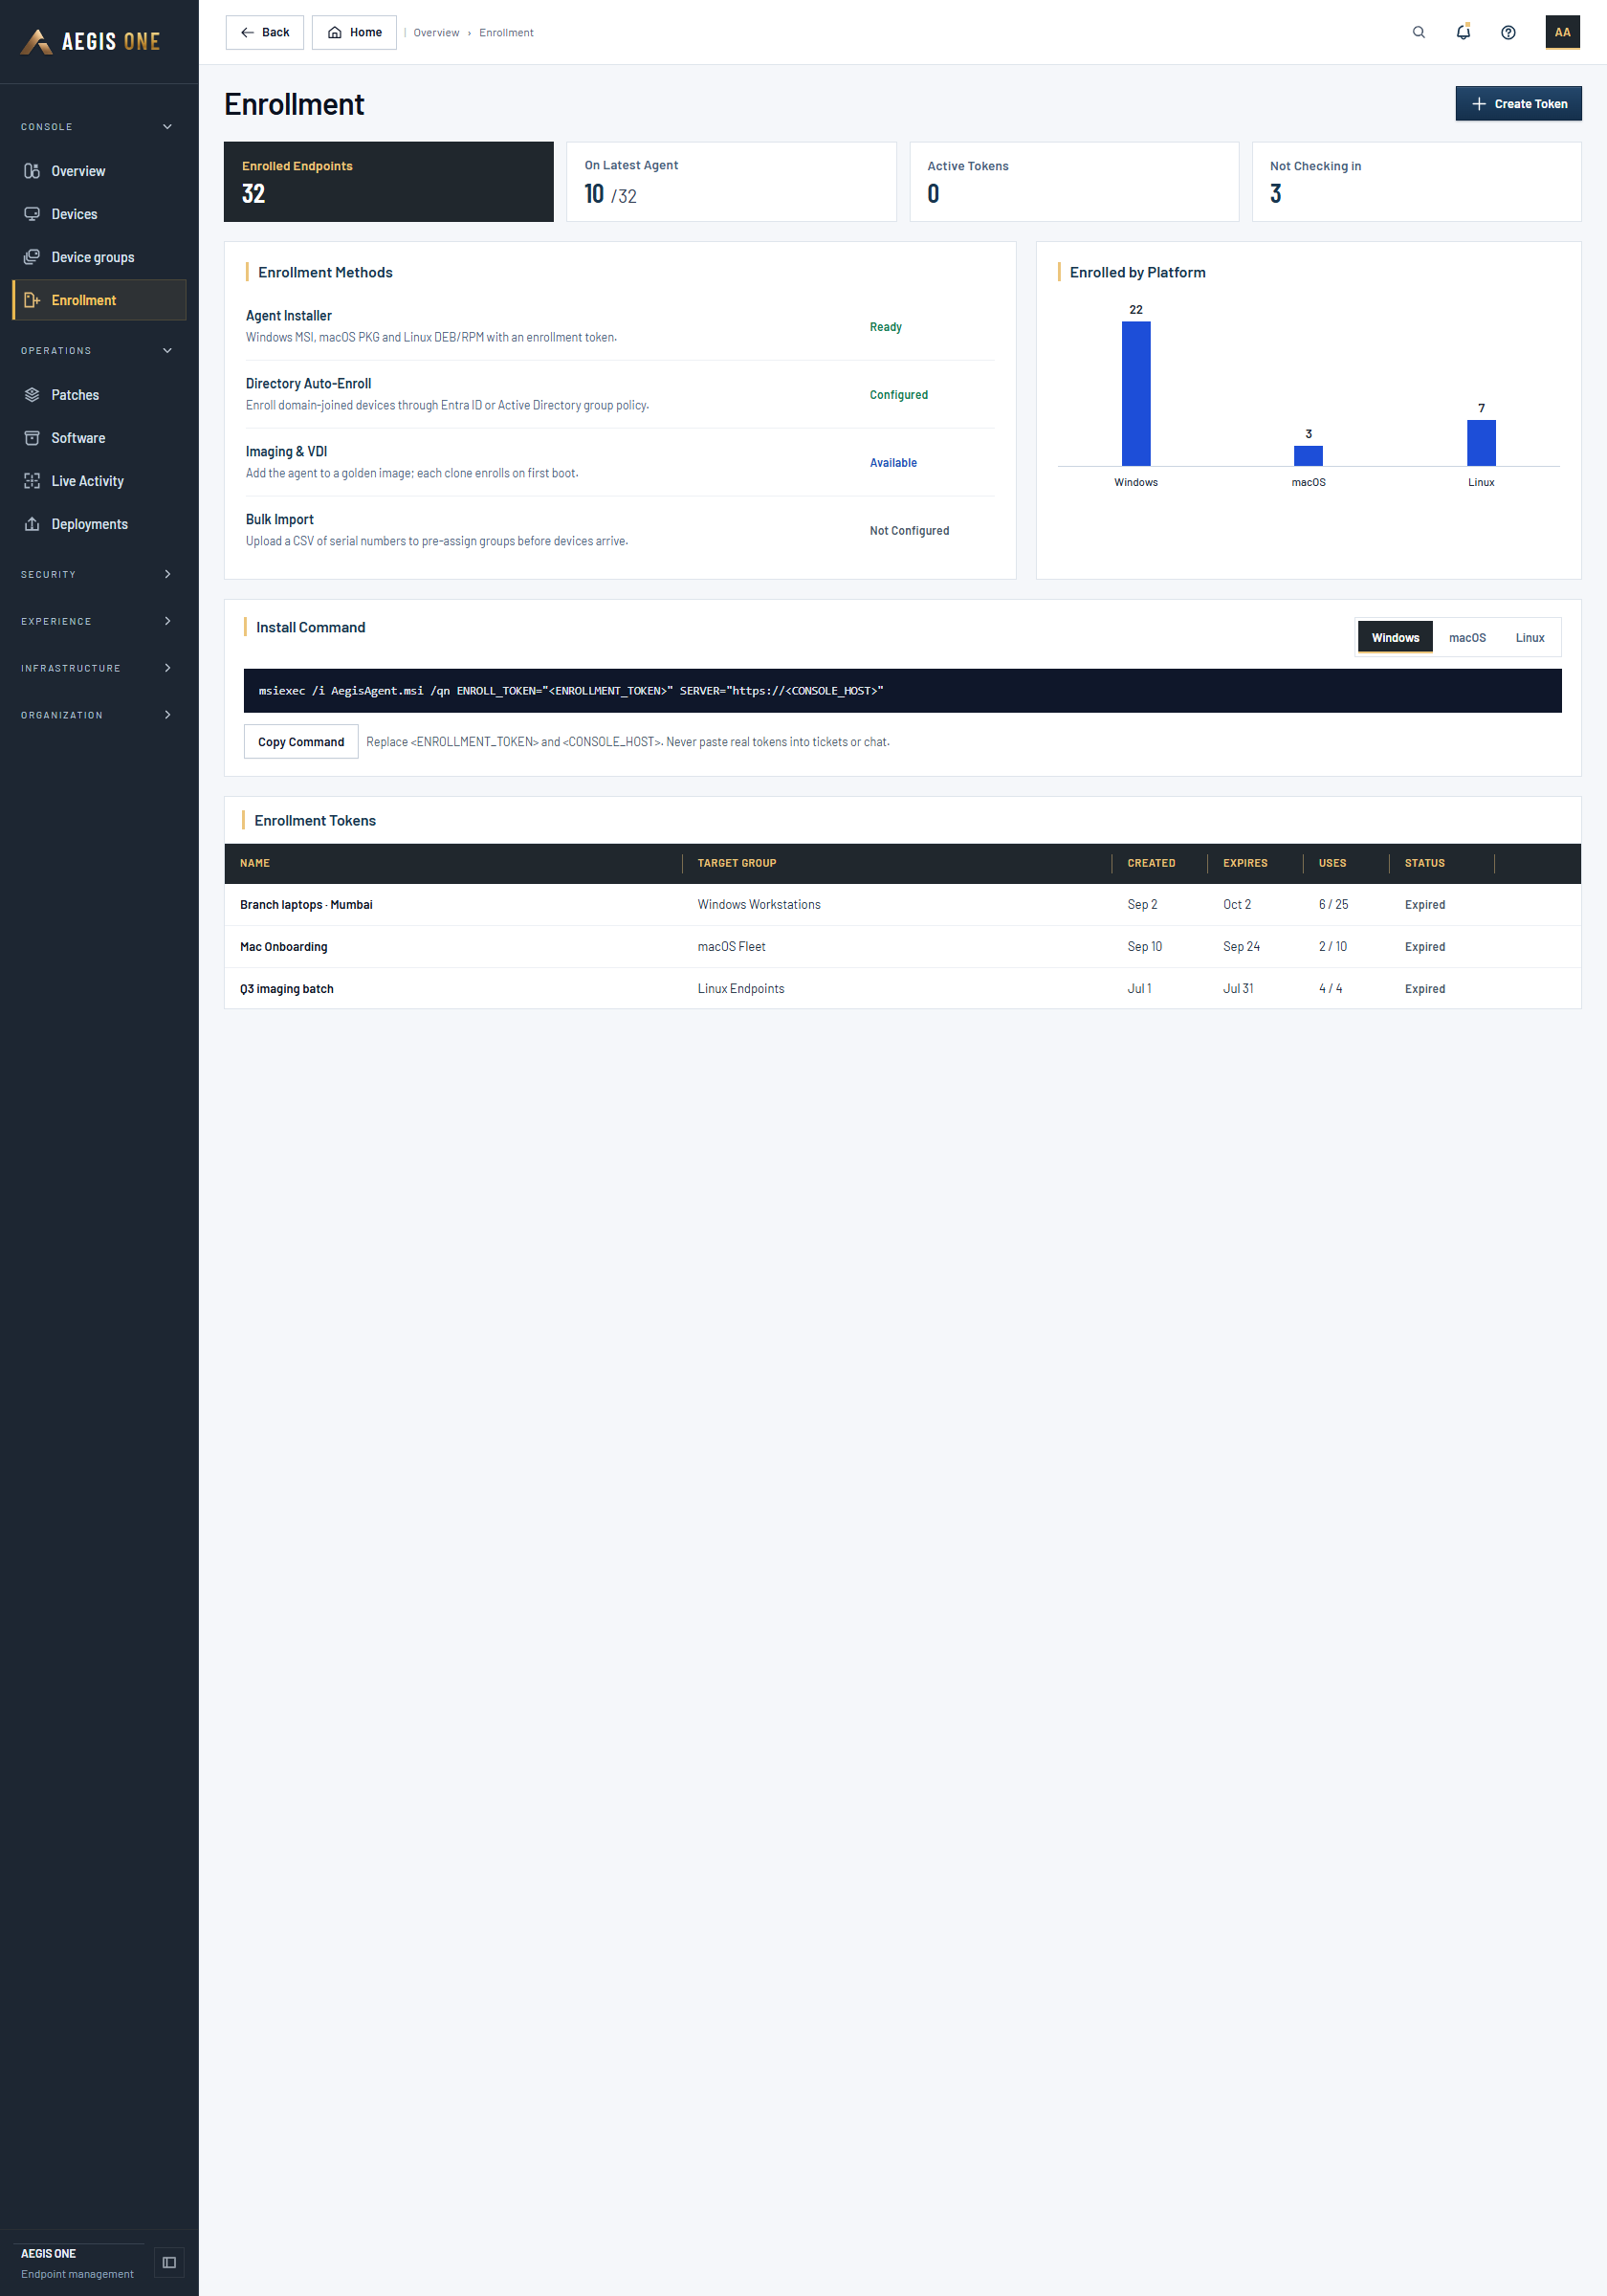 AEGIS ONE
CONSOLE
Overview
Devices
Device groups
Enrollment
OPERATIONS
Patches
Software
Live Activity
Deployments
SECURITY
EXPERIENCE
INFRASTRUCTURE
ORGANIZATION
AEGIS ONE
Endpoint management
Back Home | Overview › Enrollment AA
Enrollment
Create Token
Enrolled Endpoints
32
On Latest Agent
10 /32
Active Tokens
0
Not Checking in
3
Enrollment Methods
Agent Installer
Windows MSI, macOS PKG and Linux DEB/RPM with an enrollment token.
Ready
Directory Auto-Enroll
Enroll domain-joined devices through Entra ID or Active Directory group policy.
Configured
Imaging & VDI
Add the agent to a golden image; each clone enrolls on first boot.
Available
Bulk Import
Upload a CSV of serial numbers to pre-assign groups before devices arrive.
Not Configured
Enrolled by Platform
22
3
7
Windows macOS Linux
Install Command
Windows macOS Linux
msiexec /i AegisAgent.msi /qn ENROLL_TOKEN="<ENROLLMENT_TOKEN>" SERVER="https://<CONSOLE_HOST>"
Copy Command Replace <ENROLLMENT_TOKEN> and <CONSOLE_HOST>. Never paste real tokens into tickets or chat.
Enrollment Tokens
NAME TARGET GROUP CREATED EXPIRES USES STATUS
Branch laptops · Mumbai Windows Workstations Sep 2 Oct 2 6 / 25 Expired
Mac Onboarding macOS Fleet Sep 10 Sep 24 2 / 10 Expired
Q3 imaging batch Linux Endpoints Jul 1 Jul 31 4 / 4 Expired